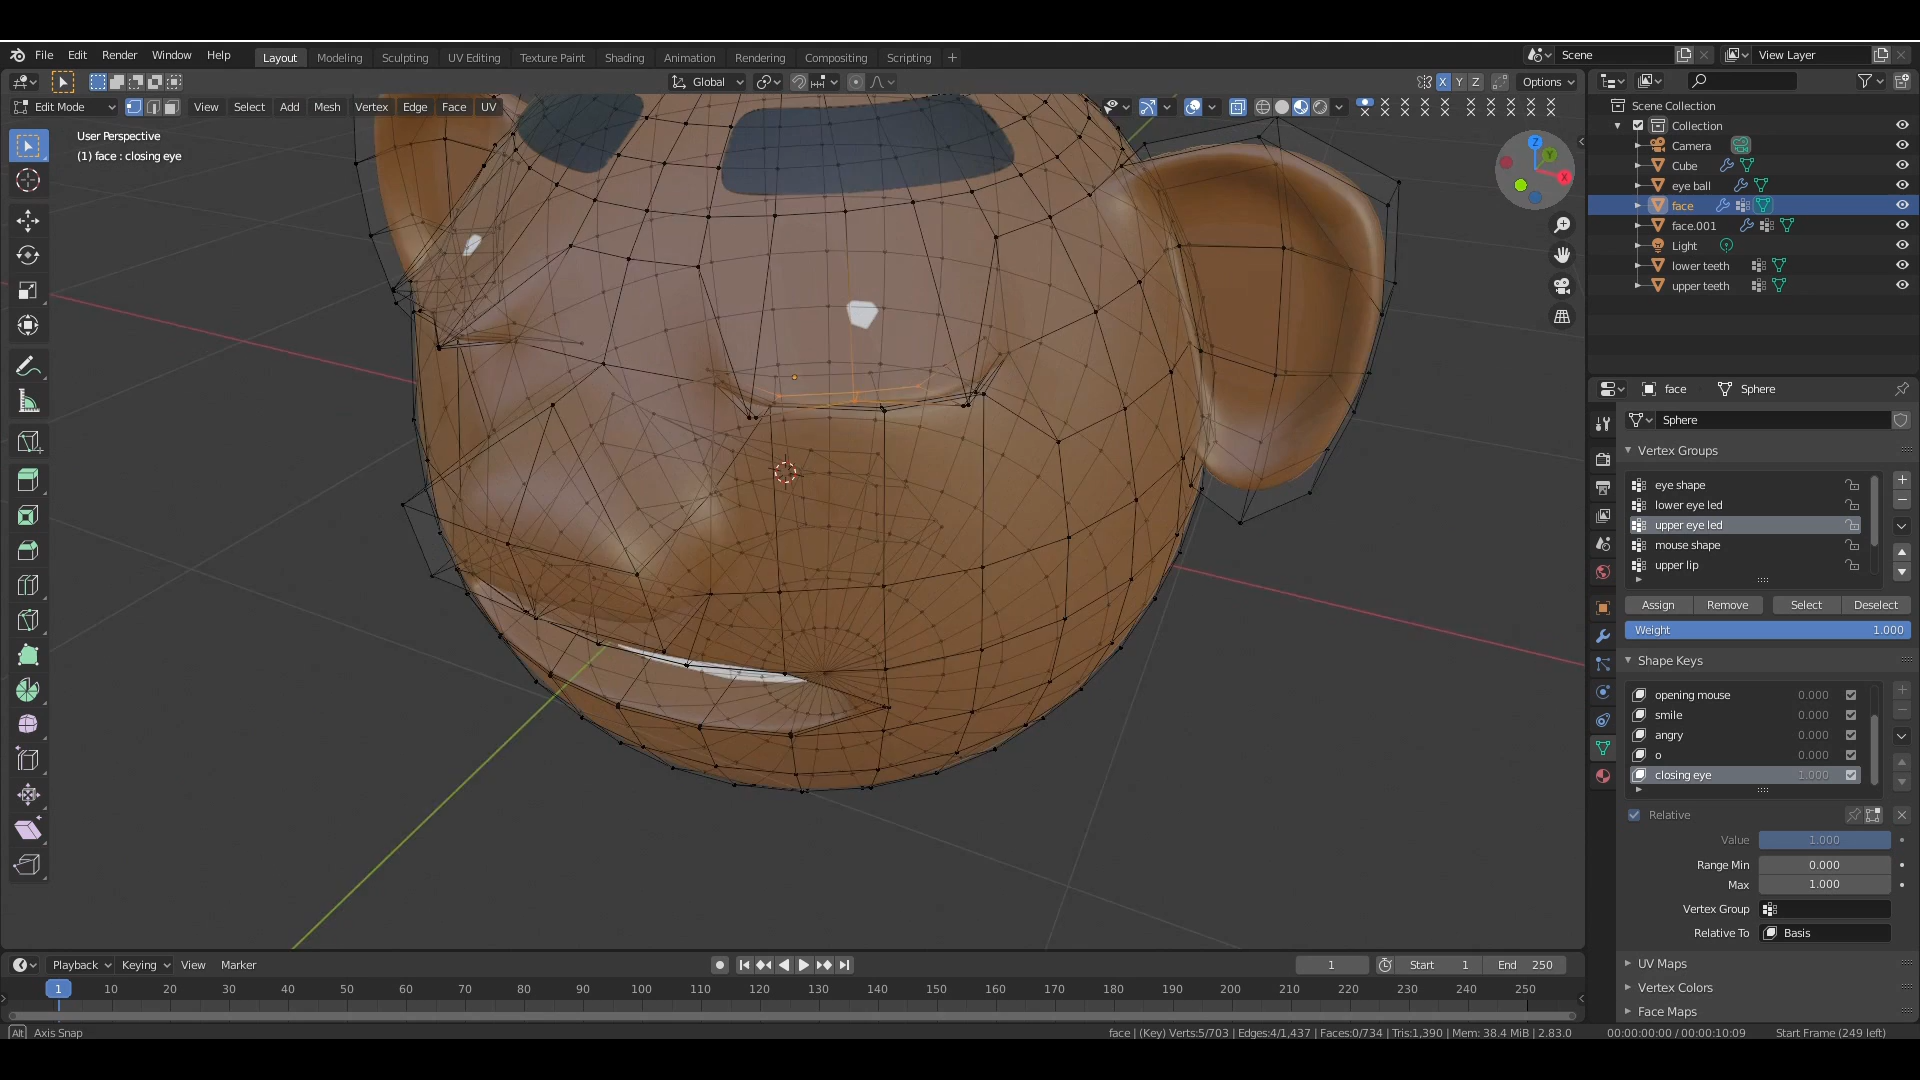 File Edit Render Window Help Layout Modeling Sculpting UV Editing Texture Paint Shading Animation Rendering Compositing Scripting + Scene View Layer
Global Options
X Y Z
Edit Mode View Select Add Mesh Vertex Edge Face UV
User Perspective
(1) face : closing eye
Z
Y
X
Scene Collection
Collection
Camera
Cube
eye ball
face
face.001
Light
lower teeth
upper teeth
face Sphere
Sphere
Vertex Groups
eye shape
lower eye led
upper eye led
mouse shape
upper lip
Assign Remove Select Deselect
Weight 1.000
Shape Keys
opening mouse 0.000
smile 0.000
angry 0.000
o 0.000
closing eye 1.000
Relative
Value 1.000
Range Min 0.000
Max 1.000
Vertex Group
Relative To Basis
UV Maps
Vertex Colors
Face Maps
Playback Keying View Marker 1 Start 1 End 250
1 10 20 30 40 50 60 70 80 90 100 110 120 130 140 150 160 170 180 190 200 210 220 230 240 250
Alt Axis Snap face | (Key) Verts:5/703 | Edges:4/1,437 | Faces:0/734 | Tris:1,390 | Mem: 38.4 MiB | 2.83.0 00:00:00:00 / 00:00:10:09 Start Frame (249 left)